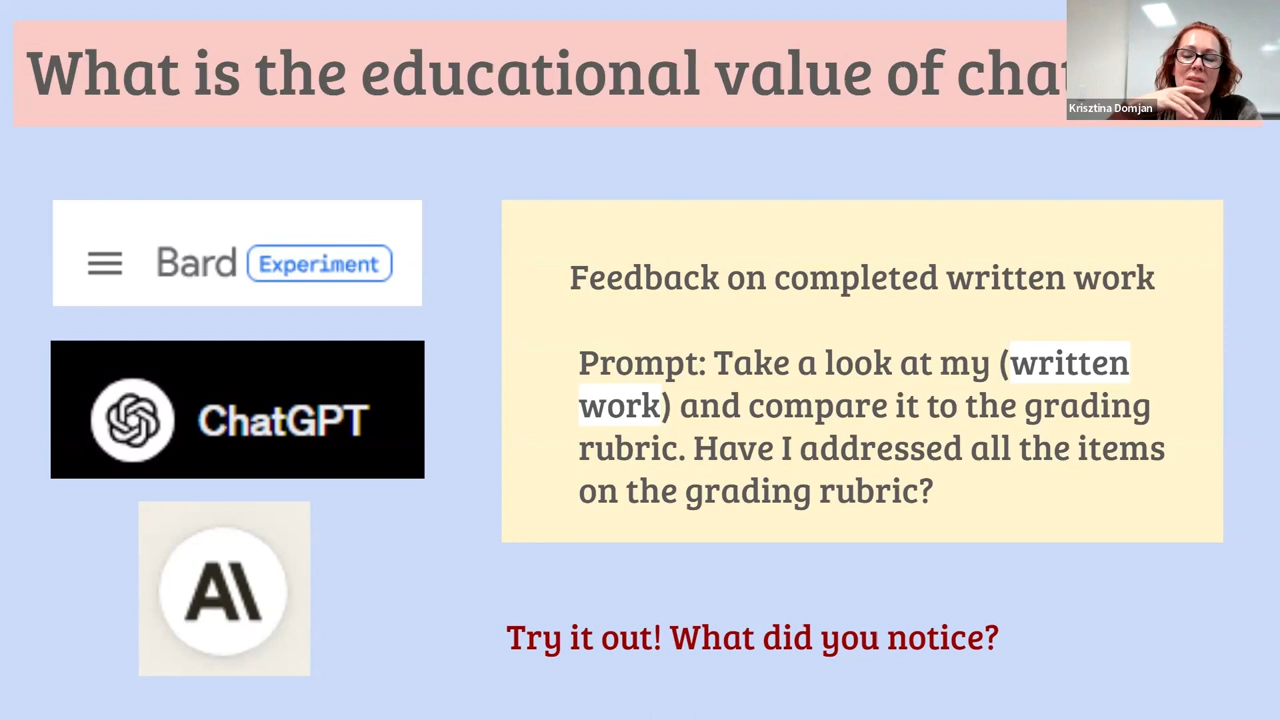 What is the educational value of cha
Krisztina Domjan
Bard Experiment
ChatGPT
AI
Feedback on completed written work
Prompt: Take a look at my (written
work) and compare it to the grading
rubric. Have I addressed all the items
on the grading rubric?
Try it out! What did you notice?